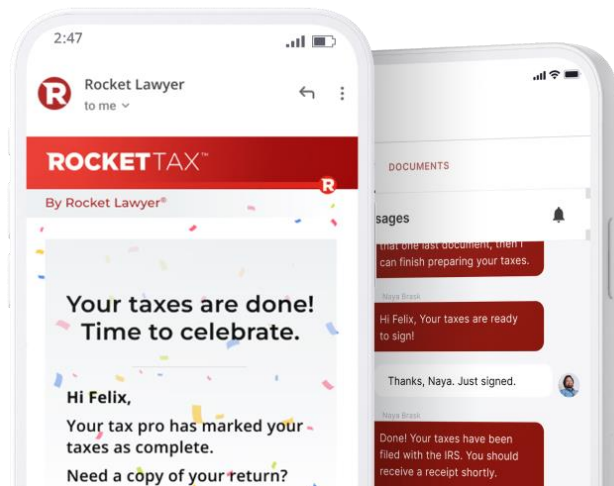 2:47
Rocket Lawyer
to me
ROCKETTAX™
By Rocket Lawyer®
Your taxes are done!
Time to celebrate.
Hi Felix,
Your tax pro has marked your
taxes as complete.
Need a copy of your return?
DOCUMENTS
sages
that one last document, then I
can finish preparing your taxes.
Naya Brask
Hi Felix, Your taxes are ready
to sign!
Thanks, Naya. Just signed.
Naya Brask
Done! Your taxes have been
filed with the IRS. You should
receive a receipt shortly.